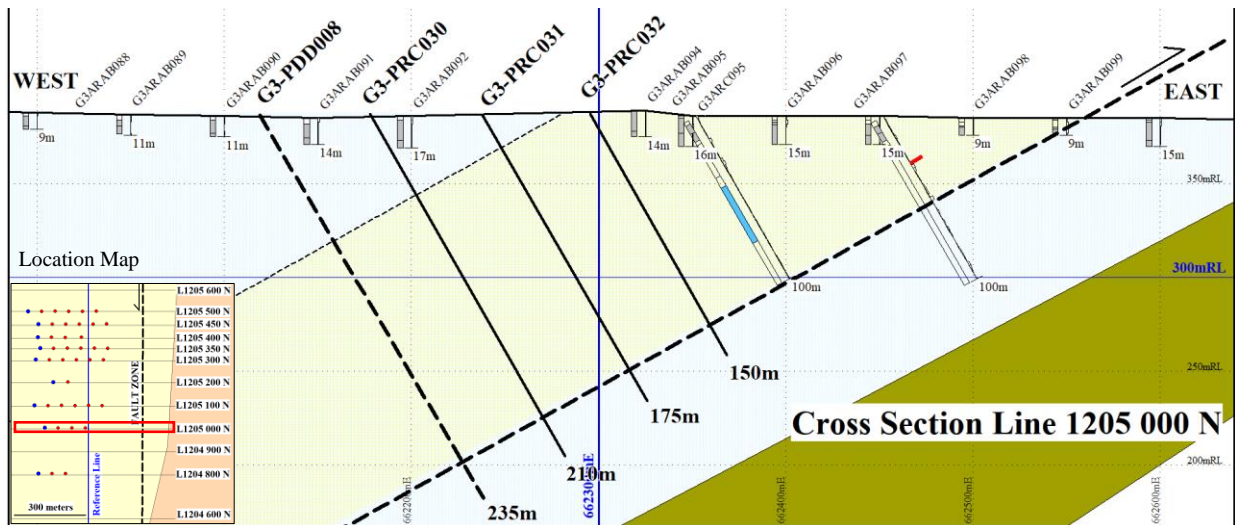 WEST
G3ARAB088
G3ARAB089
G3ARAB090
G3-PDD008
G3ARAB091
G3-PRC030
G3ARAB092
G3-PRC031
G3-PRC032
G3ARAB094
G3ARAB095
G3ARC095
G3ARAB096
G3ARAB097
G3ARAB098
G3ARAB099
EAST
9m
11m
11m
14m
17m
14m
16m
15m
15m
9m
9m
15m
350mRL
Location Map
300mRL
100m
100m
L1205 600 N
L1205 500 N
L1205 450 N
L1205 400 N
L1205 350 N
L1205 300 N
L1205 200 N
L1205 100 N
L1205 000 N
L1204 900 N
L1204 800 N
L1204 600 N
FAULT ZONE
Reference Line
300 meters
250mRL
150m
175m
Cross Section Line 1205 000 N
210m
200mRL
235m
662200mE
662300mE
662400mE
662500mE
662600mE